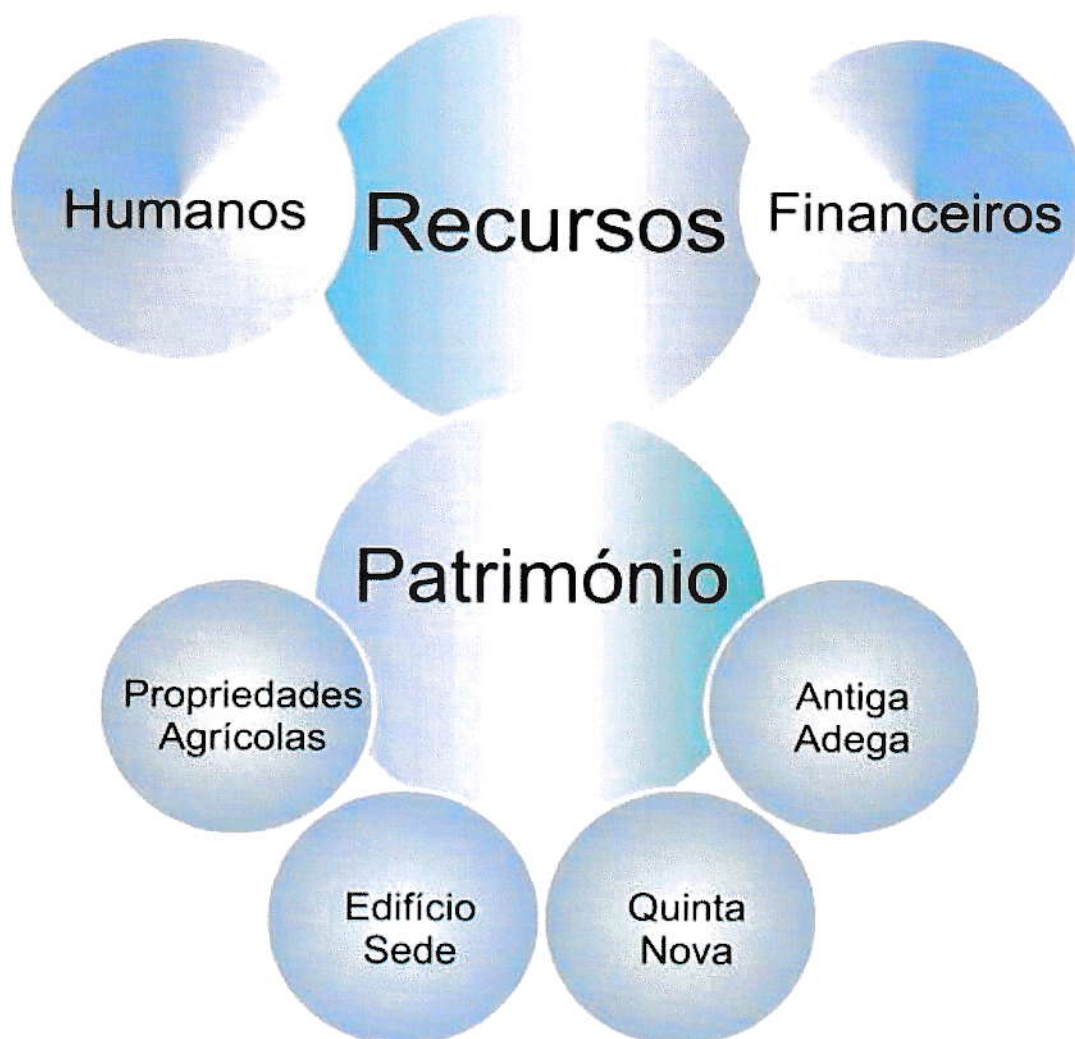 Humanos
Recursos
Financeiros
Património
Propriedades
Agrícolas
Antiga
Adega
Edifício
Sede
Quinta
Nova